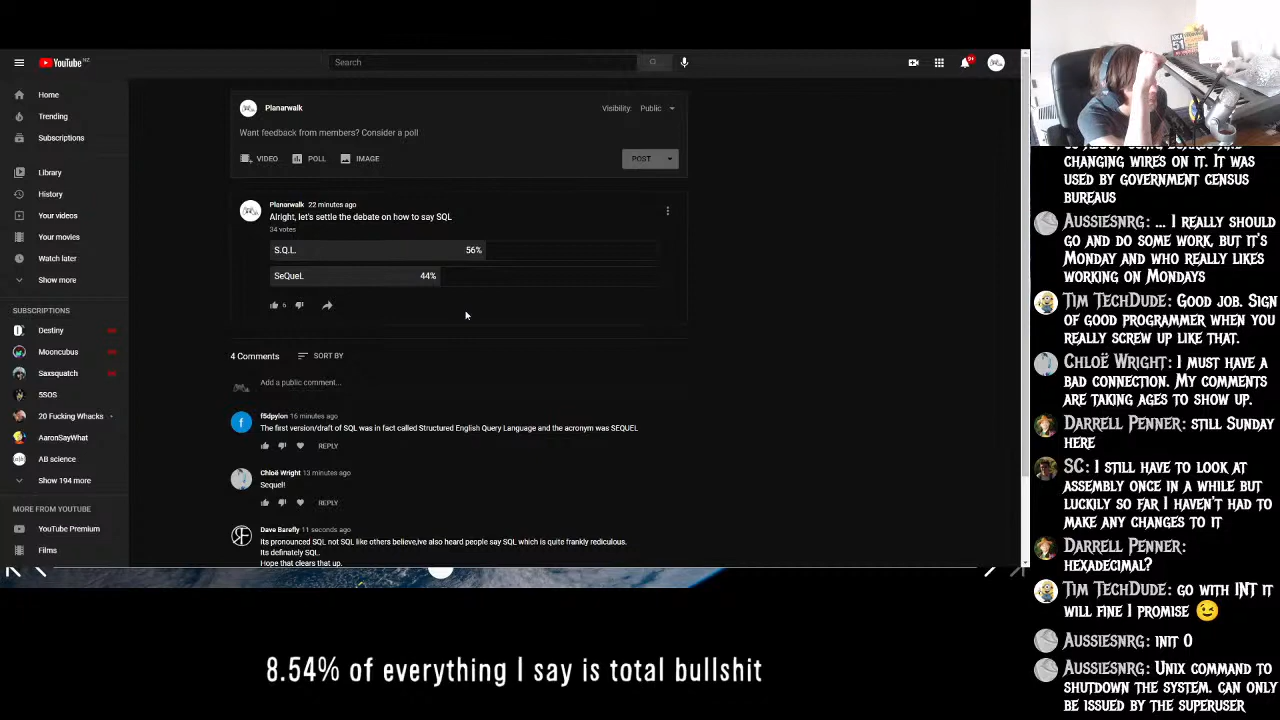 YouTube NZ
Search
9+
Home
Trending
Subscriptions
Library
History
Your videos
Your movies
Watch later
Show more
SUBSCRIPTIONS
Destiny
Mooncubus
Saxsquatch
5SOS
20 Fucking Whacks
AaronSayWhat
AB science
Show 194 more
MORE FROM YOUTUBE
YouTube Premium
Films
Planarwalk
Visibility: Public
Want feedback from members? Consider a poll
VIDEO POLL IMAGE
POST
Planarwalk 22 minutes ago
Alright, let's settle the debate on how to say SQL
34 votes
S.Q.L. 56%
SeQueL 44%
4 Comments SORT BY
Add a public comment...
f
f5dpylon 16 minutes ago
The first version/draft of SQL was in fact called Structured English Query Language and the acronym was SEQUEL
REPLY
Chloë Wright 13 minutes ago
Sequel!
REPLY
Dave Barefly 11 seconds ago
Its pronounced SQL not SQL like others believe,ive also heard people say SQL which is quite frankly rediculous.
Its definately SQL.
Hope that clears that up.
8.54% of everything I say is total bullshit
AREA
51
CHANGING WIRES ON IT. IT WAS
USED BY GOVERNMENT CENSUS
BUREAUS
AUSSIESNRG: ... I REALLY SHOULD
GO AND DO SOME WORK, BUT IT'S
MONDAY AND WHO REALLY LIKES
WORKING ON MONDAYS
TIM TECHDUDE: GOOD JOB. SIGN
OF GOOD PROGRAMMER WHEN YOU
REALLY SCREW UP LIKE THAT.
CHLOË WRIGHT: I MUST HAVE A
BAD CONNECTION. MY COMMENTS
ARE TAKING AGES TO SHOW UP.
DARRELL PENNER: STILL SUNDAY
HERE
SC: I STILL HAVE TO LOOK AT
ASSEMBLY ONCE IN A WHILE BUT
LUCKILY SO FAR I HAVEN'T HAD TO
MAKE ANY CHANGES TO IT
DARRELL PENNER:
HEXADECIMAL?
TIM TECHDUDE: GO WITH INT IT
WILL FINE I PROMISE 😉
AUSSIESNRG: INIT 0
AUSSIESNRG: UNIX COMMAND TO
SHUTDOWN THE SYSTEM. CAN ONLY
BE ISSUED BY THE SUPERUSER